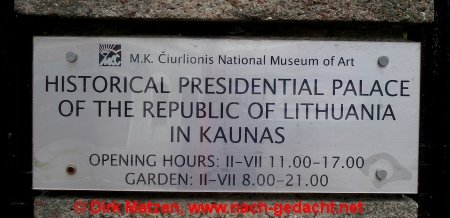 M.K. Čiurlionis National Museum of Art
HISTORICAL PRESIDENTIAL PALACE
OF THE REPUBLIC OF LITHUANIA
IN KAUNAS
OPENING HOURS: II-VII 11.00-17.00
GARDEN: II-VII 8.00-21.00
© Dirk Matzen, www.nach-gedacht.net